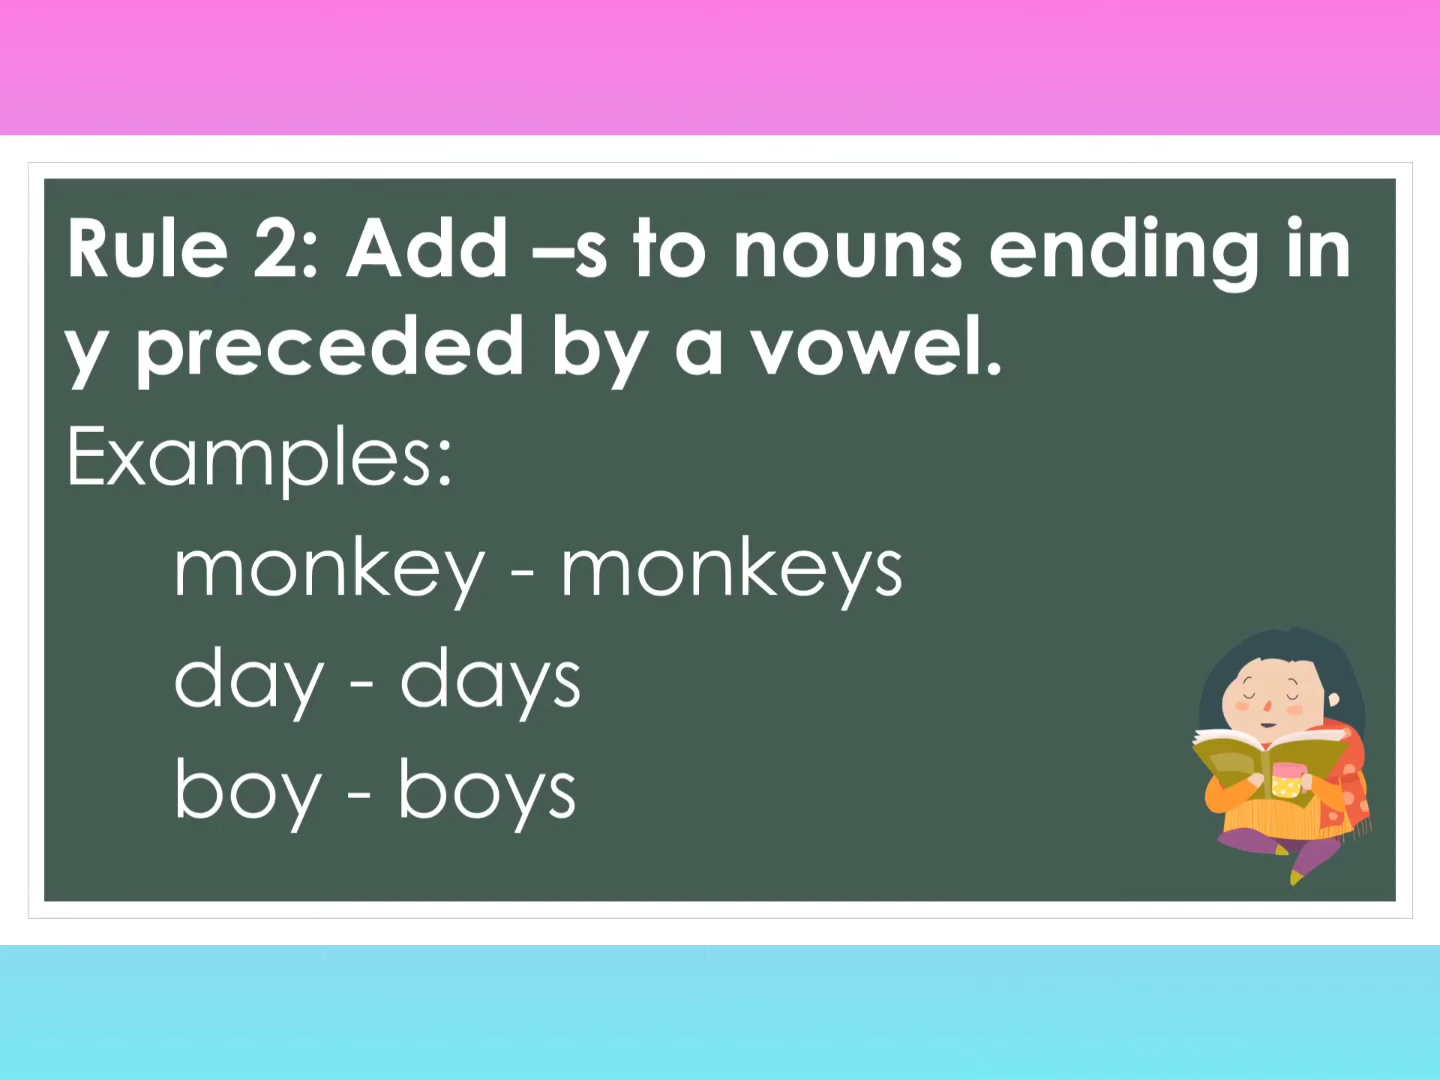 Rule 2: Add –s to nouns ending in
y preceded by a vowel.
Examples:
monkey - monkeys
day - days
boy - boys